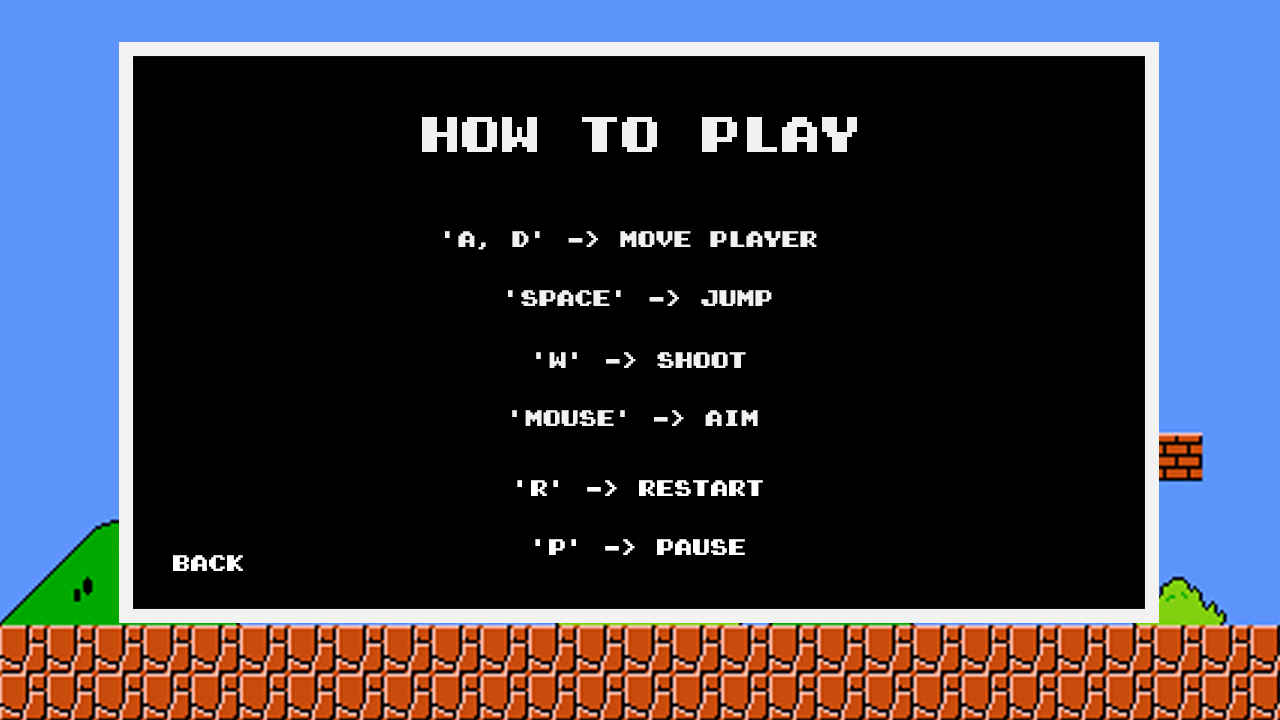 HOW TO PLAY
'A, D' -> MOVE PLAYER
'SPACE' -> JUMP
'W' -> SHOOT
'MOUSE' -> AIM
'R' -> RESTART
'P' -> PAUSE
BACK